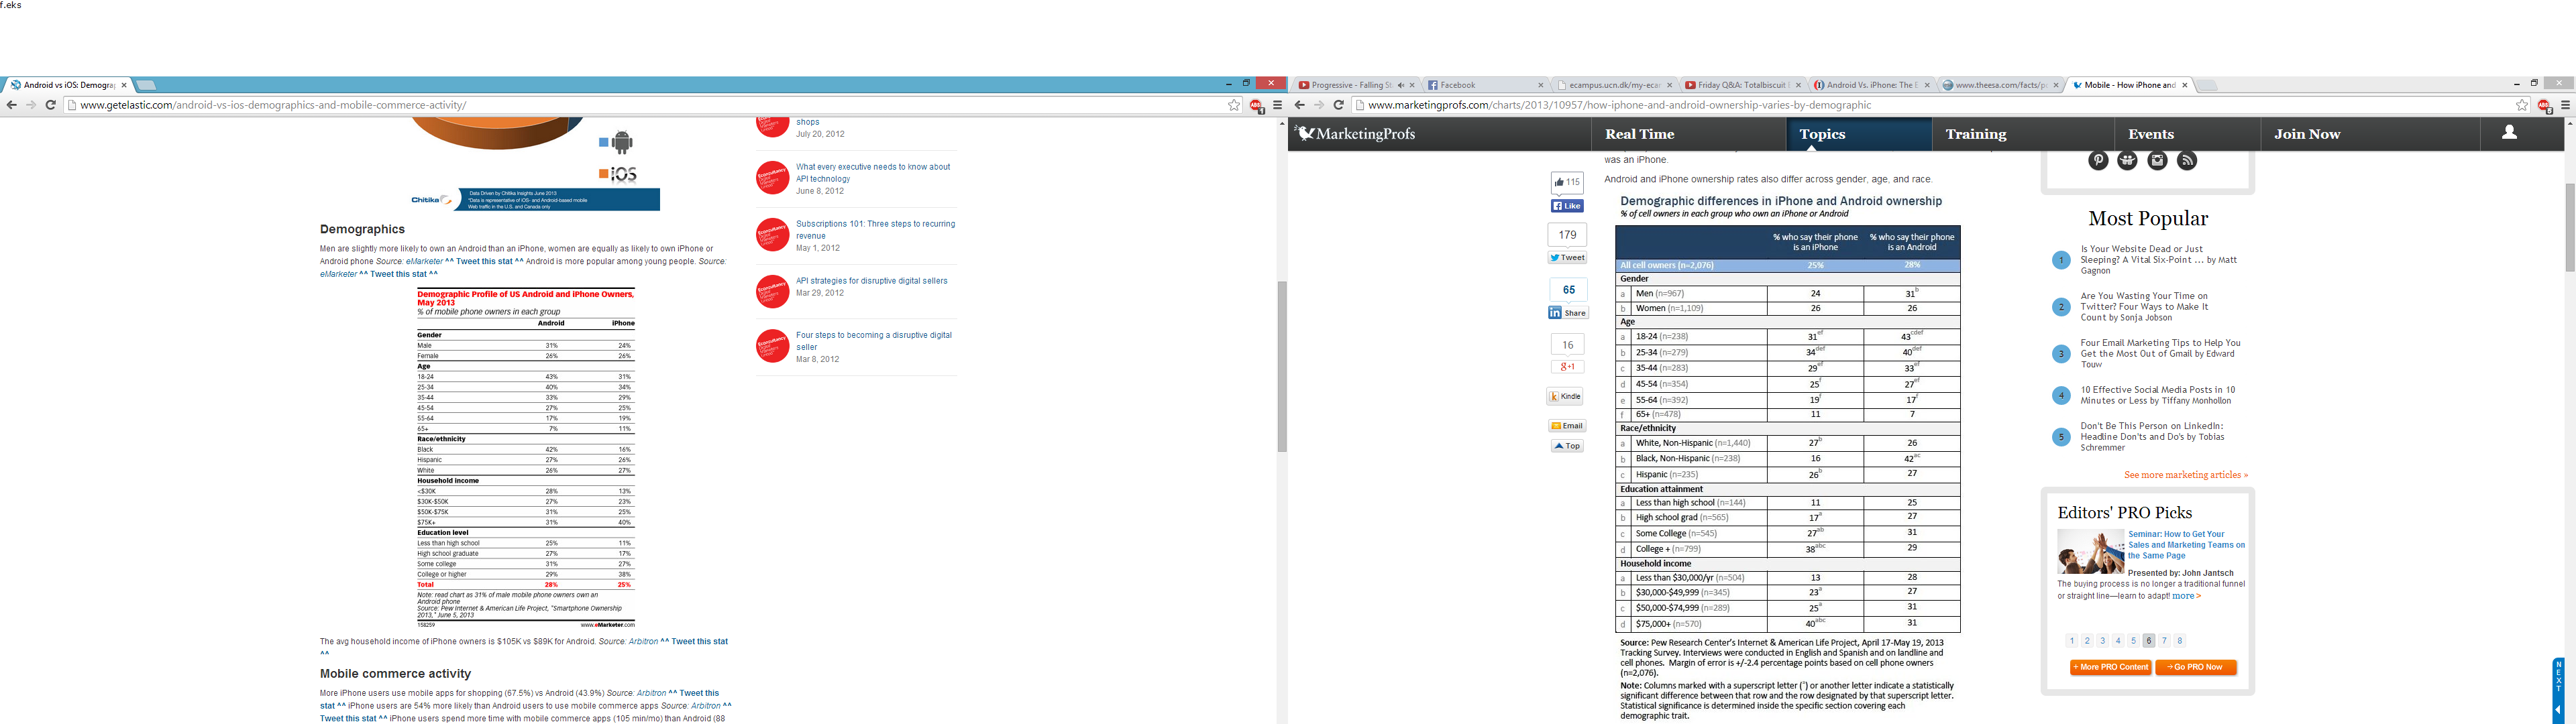 f.eks
Android vs iOS: Demogra
www.getelastic.com/android-vs-ios-demographics-and-mobile-commerce-activity/
iOS
Chitika
Data Driven by Chitika Insights June 2013
*Data is representative of iOS- and Android-based mobile
Web traffic in the U.S. and Canada only
Demographics
Men are slightly more likely to own an Android than an iPhone, women are equally as likely to own iPhone or
Android phone Source: eMarketer ^^ Tweet this stat ^^ Android is more popular among young people. Source:
eMarketer ^^ Tweet this stat ^^
Demographic Profile of US Android and iPhone Owners,
May 2013
% of mobile phone owners in each group
Android iPhone
Gender
Male 31% 24%
Female 26% 26%
Age
18-24 43% 31%
25-34 40% 34%
35-44 33% 29%
45-54 27% 25%
55-64 17% 19%
65+ 7% 11%
Race/ethnicity
Black 42% 16%
Hispanic 27% 26%
White 26% 27%
Household income
<$30K 28% 13%
$30K-$50K 27% 23%
$50K-$75K 31% 25%
$75K+ 31% 40%
Education level
Less than high school 25% 11%
High school graduate 27% 17%
Some college 31% 27%
College or higher 29% 38%
Total 28% 25%
Note: read chart as 31% of male mobile phone owners own an
Android phone
Source: Pew Internet & American Life Project, "Smartphone Ownership
2013," June 5, 2013
158259 www.eMarketer.com
The avg household income of iPhone owners is $105K vs $89K for Android. Source: Arbitron ^^ Tweet this stat
^^
Mobile commerce activity
More iPhone users use mobile apps for shopping (67.5%) vs Android (43.9%) Source: Arbitron ^^ Tweet this
stat ^^ iPhone users are 54% more likely than Android users to use mobile commerce apps Source: Arbitron ^^
Tweet this stat ^^ iPhone users spend more time with mobile commerce apps (105 min/mo) than Android (88
shops
July 20, 2012
What every executive needs to know about
API technology
June 8, 2012
Subscriptions 101: Three steps to recurring
revenue
May 1, 2012
API strategies for disruptive digital sellers
Mar 29, 2012
Four steps to becoming a disruptive digital
seller
Mar 8, 2012
Progressive - Falling S
Facebook
ecampus.ucn.dk/my-ecar
Friday Q&A: Totalbiscuit
Android Vs. iPhone: The E
www.theesa.com/facts/p
Mobile - How iPhone and
www.marketingprofs.com/charts/2013/10957/how-iphone-and-android-ownership-varies-by-demographic
MarketingProfs
Real Time
Topics
Training
Events
Join Now
was an iPhone.
Android and iPhone ownership rates also differ across gender, age, and race.
115
Like
179
Tweet
65
Share
16
+1
Kindle
Email
Top
Demographic differences in iPhone and Android ownership
% of cell owners in each group who own an iPhone or Android
% who say their phone is an iPhone % who say their phone is an Android
All cell owners (n=2,076) 25% 28%
Gender
a Men (n=967) 24 31b
b Women (n=1,109) 26 26
Age
a 18-24 (n=238) 31ef 43cdef
b 25-34 (n=279) 34def 40def
c 35-44 (n=283) 29ef 33ef
d 45-54 (n=354) 25f 27ef
e 55-64 (n=392) 19f 17f
f 65+ (n=478) 11 7
Race/ethnicity
a White, Non-Hispanic (n=1,440) 27b 26
b Black, Non-Hispanic (n=238) 16 42ac
c Hispanic (n=235) 26b 27
Education attainment
a Less than high school (n=144) 11 25
b High school grad (n=565) 17a 27
c Some College (n=545) 27ab 31
d College + (n=799) 38abc 29
Household income
a Less than $30,000/yr (n=504) 13 28
b $30,000-$49,999 (n=345) 23a 27
c $50,000-$74,999 (n=289) 25a 31
d $75,000+ (n=570) 40abc 31
Source: Pew Research Center's Internet & American Life Project, April 17-May 19, 2013
Tracking Survey. Interviews were conducted in English and Spanish and on landline and
cell phones. Margin of error is +/-2.4 percentage points based on cell phone owners
(n=2,076).
Note: Columns marked with a superscript letter (*) or another letter indicate a statistically
significant difference between that row and the row designated by that superscript letter.
Statistical significance is determined inside the specific section covering each
demographic trait.
Most Popular
1 Is Your Website Dead or Just
Sleeping? A Vital Six-Point ... by Matt
Gagnon
2 Are You Wasting Your Time on
Twitter? Four Ways to Make It
Count by Sonja Jobson
3 Four Email Marketing Tips to Help You
Get the Most Out of Gmail by Edward
Touw
4 10 Effective Social Media Posts in 10
Minutes or Less by Tiffany Monhollon
5 Don't Be This Person on LinkedIn:
Headline Don'ts and Do's by Tobias
Schremmer
See more marketing articles »
Editors' PRO Picks
Seminar: How to Get Your
Sales and Marketing Teams on
the Same Page
Presented by: John Jantsch
The buying process is no longer a traditional funnel
or straight line—learn to adapt! more >
1 2 3 4 5 6 7 8
+ More PRO Content
Go PRO Now
NEXT